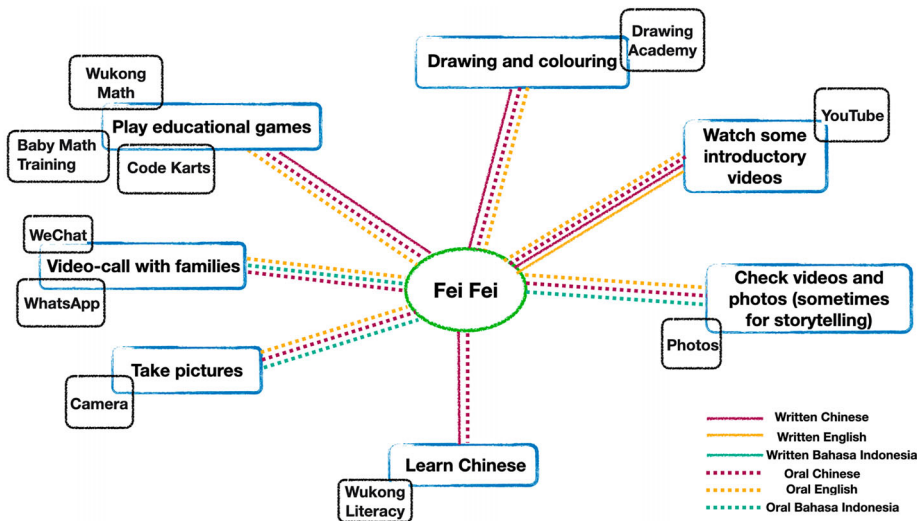 Drawing
Academy
Drawing and colouring
Wukong
Math
Play educational games
Baby Math
Training
Code Karts
YouTube
Watch some
introductory
videos
WeChat
Video-call with families
WhatsApp
Fei Fei
Check videos and
photos (sometimes
for storytelling)
Photos
Take pictures
Camera
Learn Chinese
Wukong
Literacy
Written Chinese
Written English
Written Bahasa Indonesia
Oral Chinese
Oral English
Oral Bahasa Indonesia